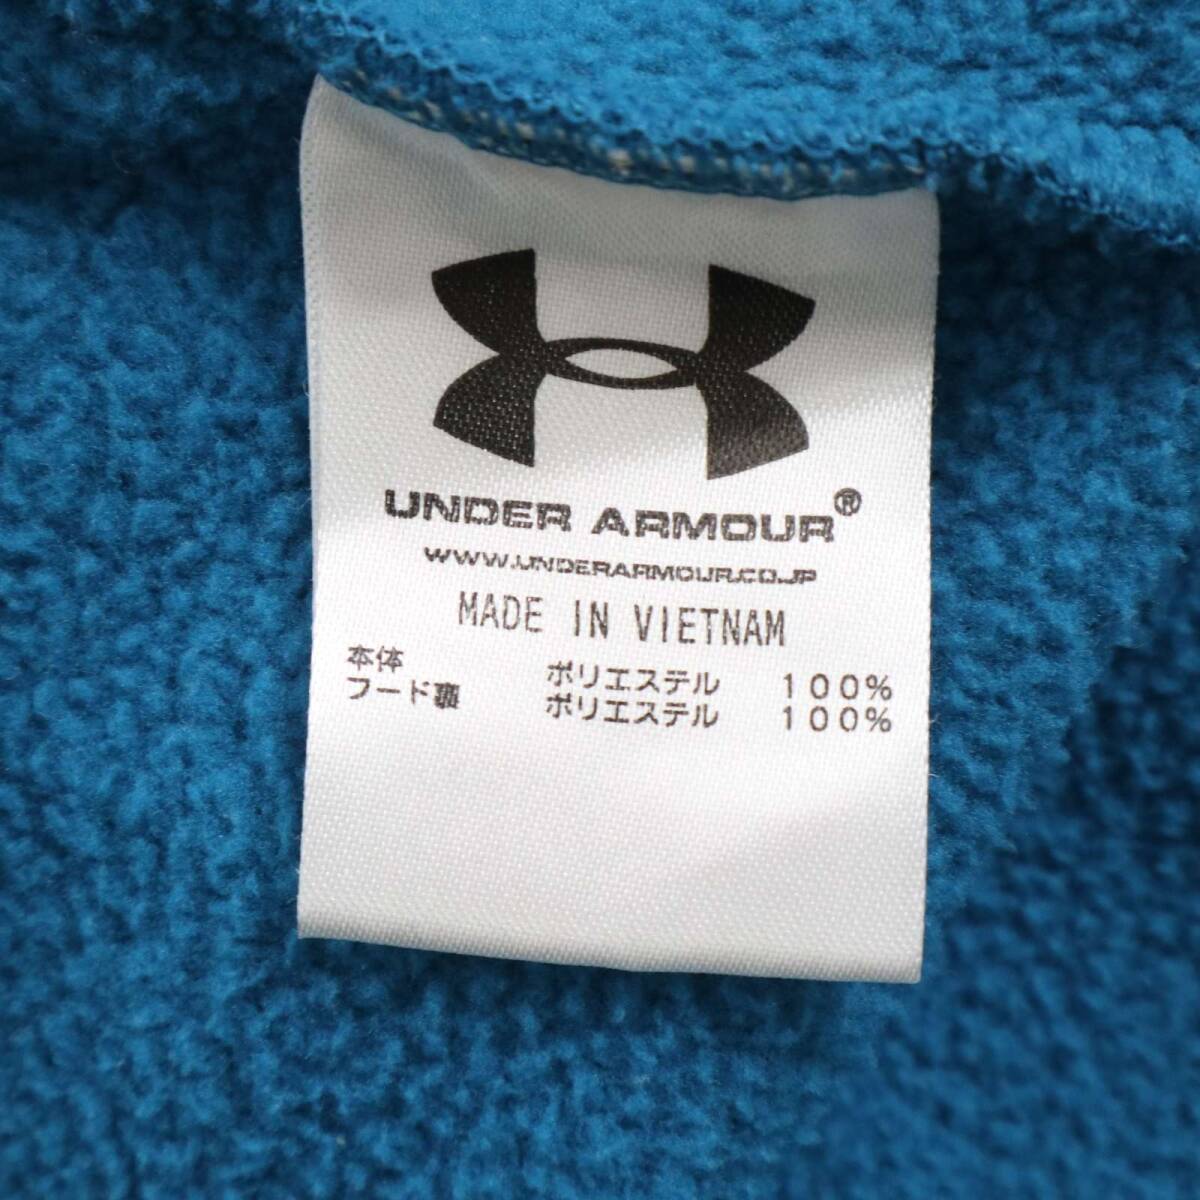 UNDER ARMOUR®
WWW.UNDERARMOUR.CO.JP
MADE IN VIETNAM
本体 ポリエステル 100%
フード裏 ポリエステル 100%